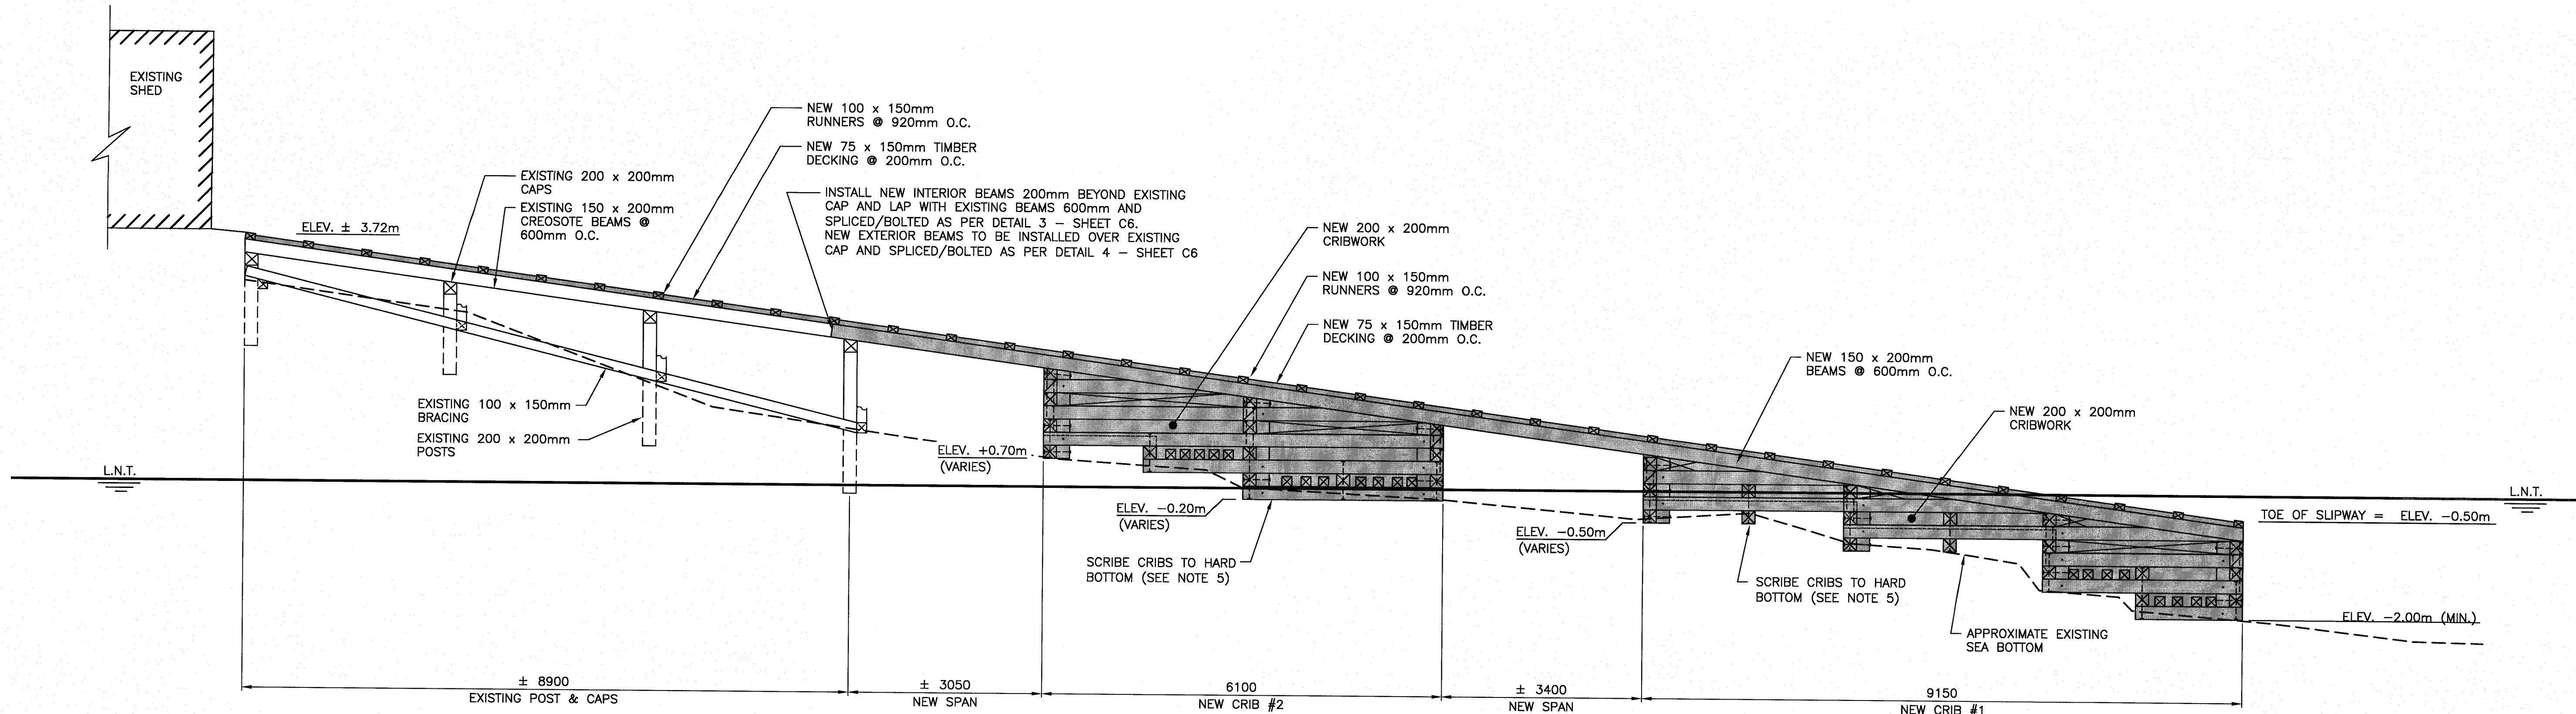 EXISTING
SHED
ELEV. ± 3.72m
EXISTING 200 x 200mm
CAPS
EXISTING 150 x 200mm
CREOSOTE BEAMS @
600mm O.C.
NEW 100 x 150mm
RUNNERS @ 920mm O.C.
NEW 75 x 150mm TIMBER
DECKING @ 200mm O.C.
INSTALL NEW INTERIOR BEAMS 200mm BEYOND EXISTING
CAP AND LAP WITH EXISTING BEAMS 600mm AND
SPLICED/BOLTED AS PER DETAIL 3 – SHEET C6.
NEW EXTERIOR BEAMS TO BE INSTALLED OVER EXISTING
CAP AND SPLICED/BOLTED AS PER DETAIL 4 – SHEET C6
NEW 200 x 200mm
CRIBWORK
NEW 100 x 150mm
RUNNERS @ 920mm O.C.
NEW 75 x 150mm TIMBER
DECKING @ 200mm O.C.
NEW 150 x 200mm
BEAMS @ 600mm O.C.
NEW 200 x 200mm
CRIBWORK
EXISTING 100 x 150mm
BRACING
EXISTING 200 x 200mm
POSTS
L.N.T.
ELEV. +0.70m
(VARIES)
ELEV. –0.20m
(VARIES)
SCRIBE CRIBS TO HARD
BOTTOM (SEE NOTE 5)
ELEV. –0.50m
(VARIES)
SCRIBE CRIBS TO HARD
BOTTOM (SEE NOTE 5)
APPROXIMATE EXISTING
SEA BOTTOM
L.N.T.
TOE OF SLIPWAY = ELEV. –0.50m
ELEV. –2.00m (MIN.)
± 8900
EXISTING POST & CAPS
± 3050
NEW SPAN
6100
NEW CRIB #2
± 3400
NEW SPAN
9150
NEW CRIB #1